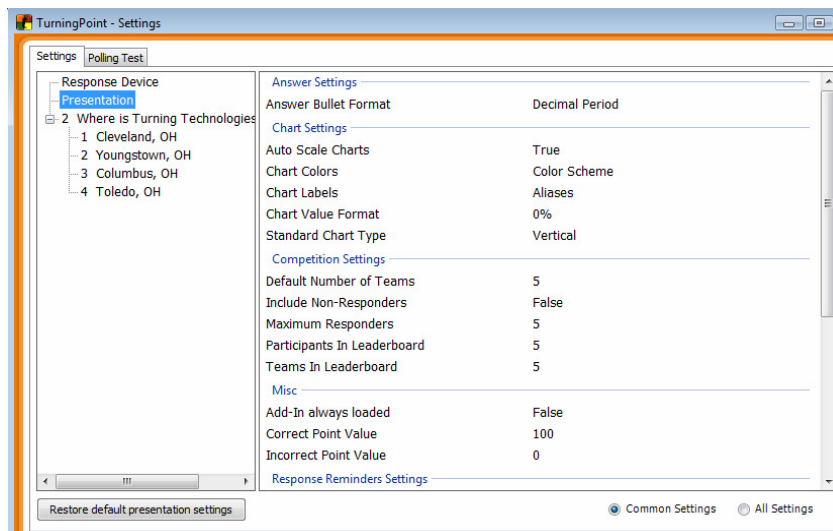 TurningPoint - Settings
Settings
Polling Test
Response Device
Presentation
2 Where is Turning Technologies
1 Cleveland, OH
2 Youngstown, OH
3 Columbus, OH
4 Toledo, OH
Answer Settings
Answer Bullet Format Decimal Period
Chart Settings
Auto Scale Charts True
Chart Colors Color Scheme
Chart Labels Aliases
Chart Value Format 0%
Standard Chart Type Vertical
Competition Settings
Default Number of Teams 5
Include Non-Responders False
Maximum Responders 5
Participants In Leaderboard 5
Teams In Leaderboard 5
Misc
Add-In always loaded False
Correct Point Value 100
Incorrect Point Value 0
Response Reminders Settings
Restore default presentation settings
Common Settings
All Settings